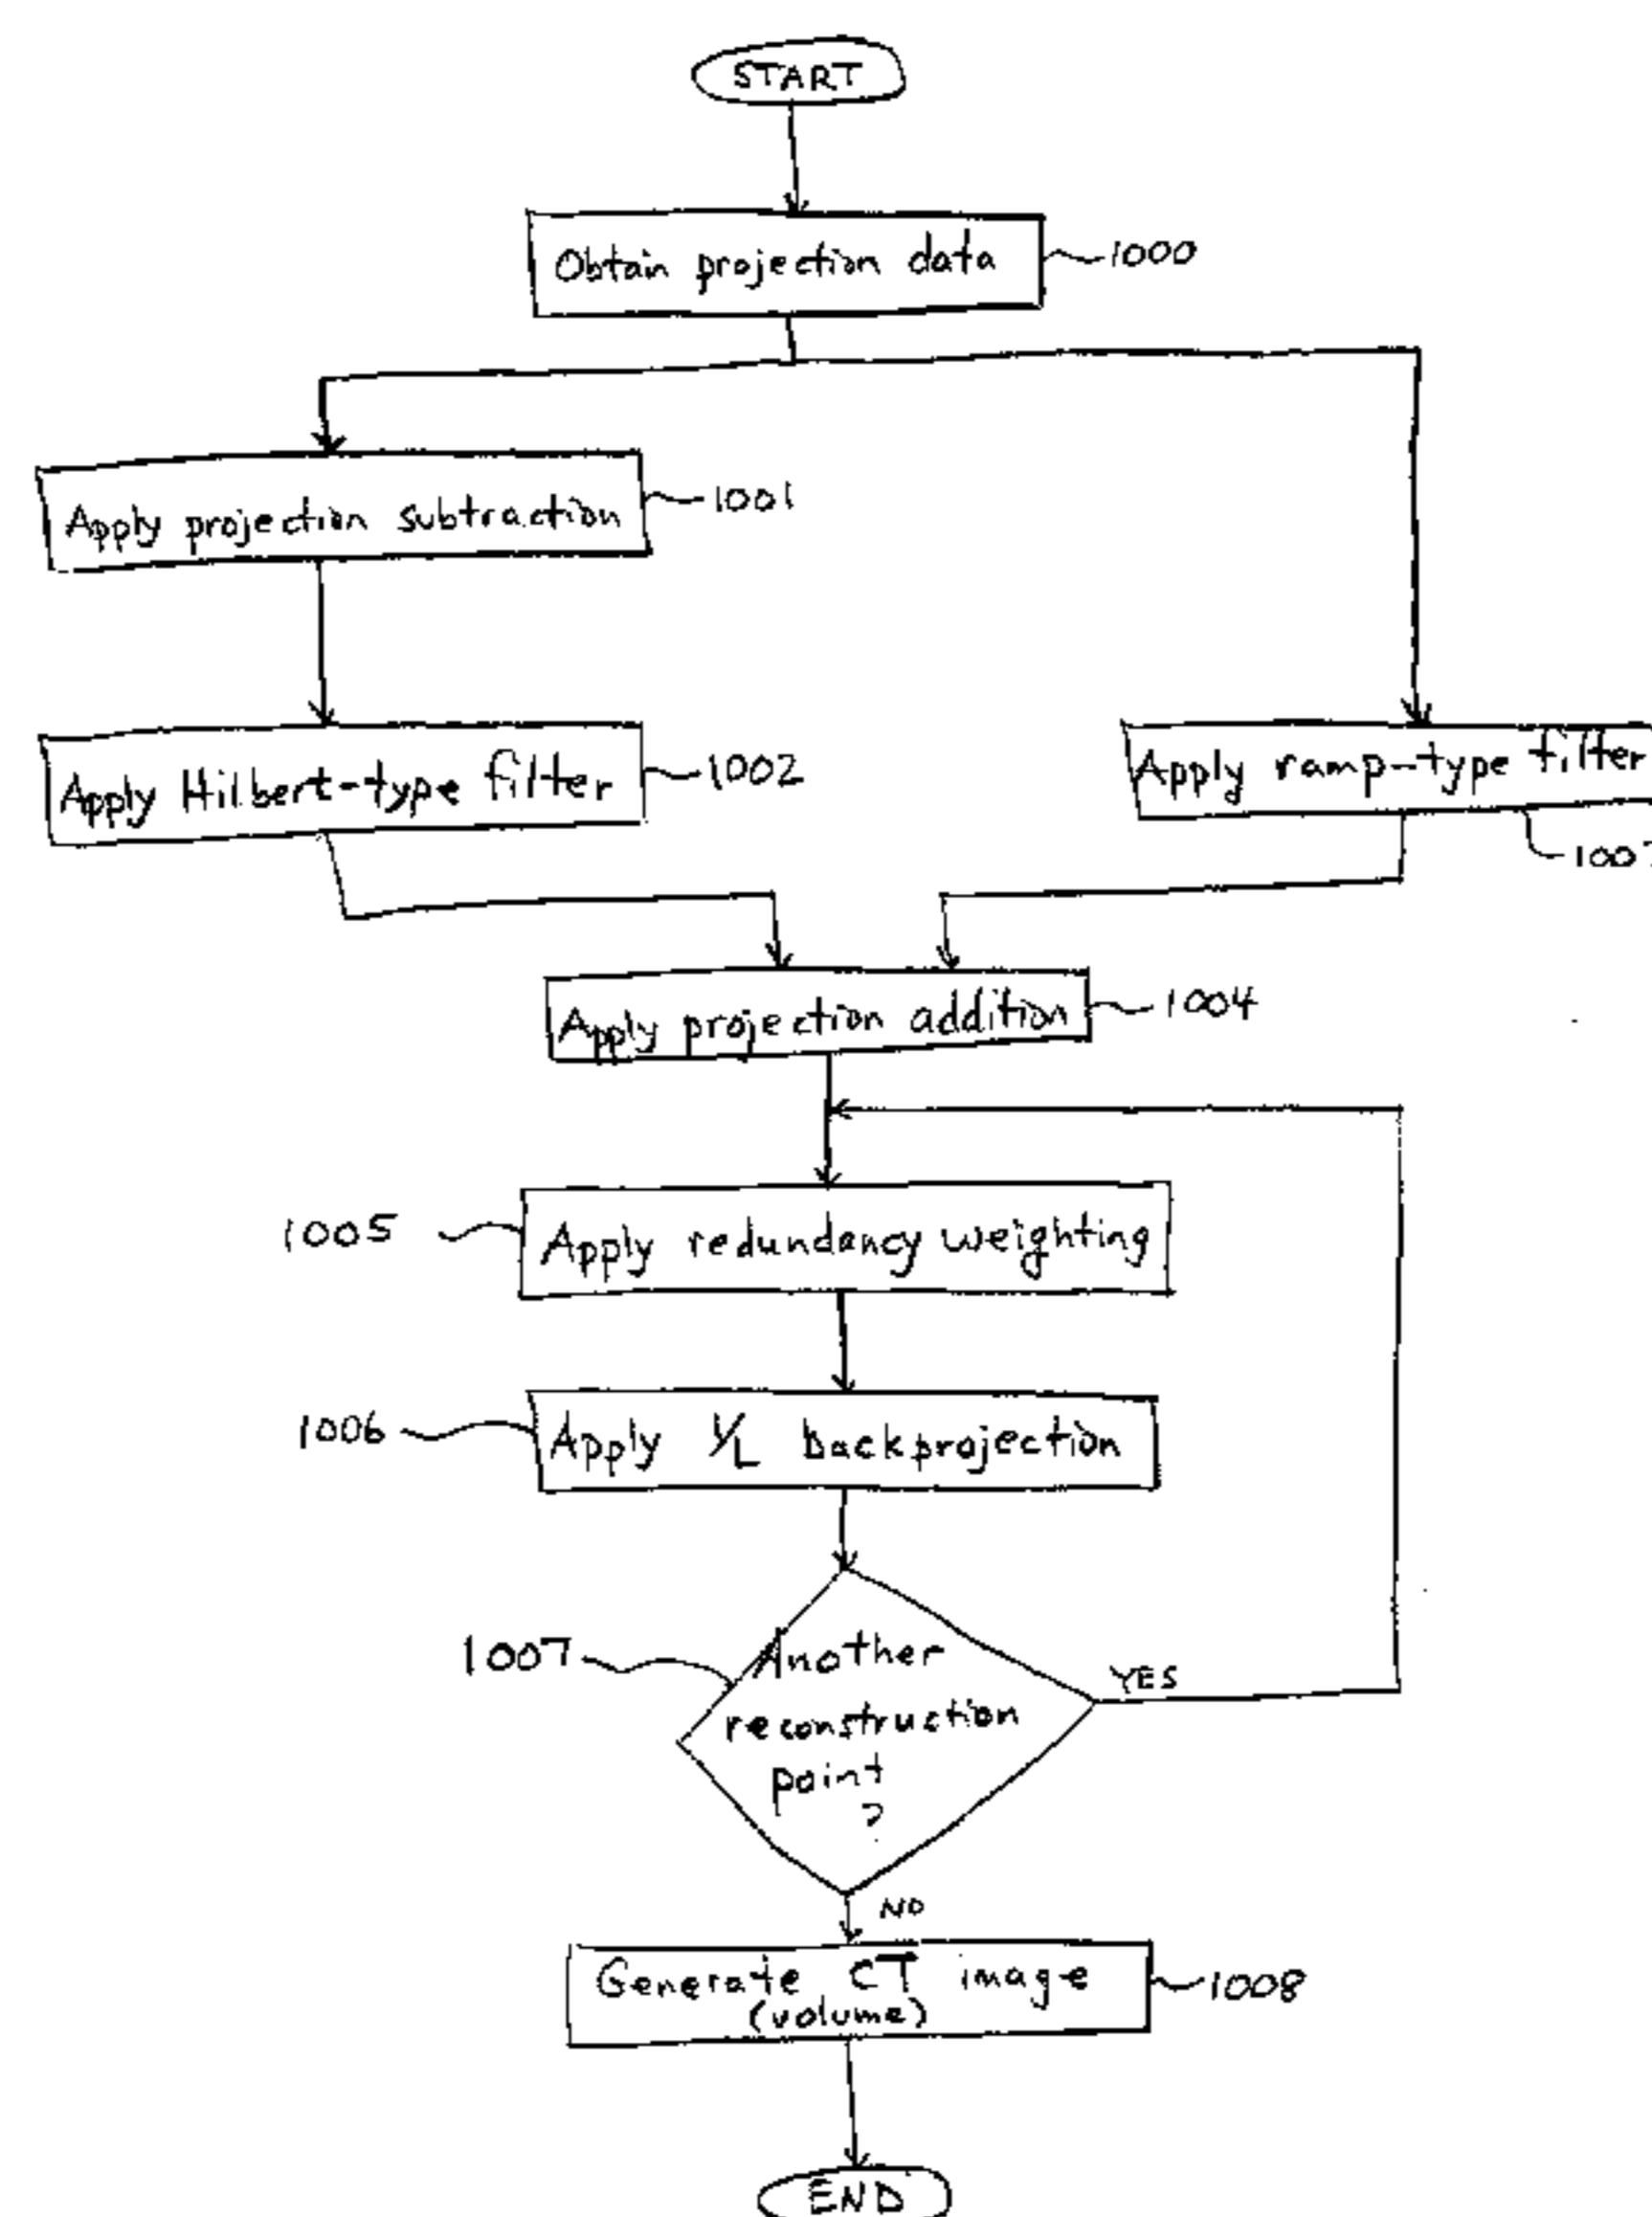 START
Obtain projection data
1000
Apply projection subtraction
1001
Apply Hilbert-type filter
1002
Apply ramp-type filter
Apply projection addition
1004
1005
Apply redundancy weighting
1006
Apply 1/L backprojection
1007
Another
reconstruction
point
?
YES
NO
Generate CT image
(volume)
1008
END